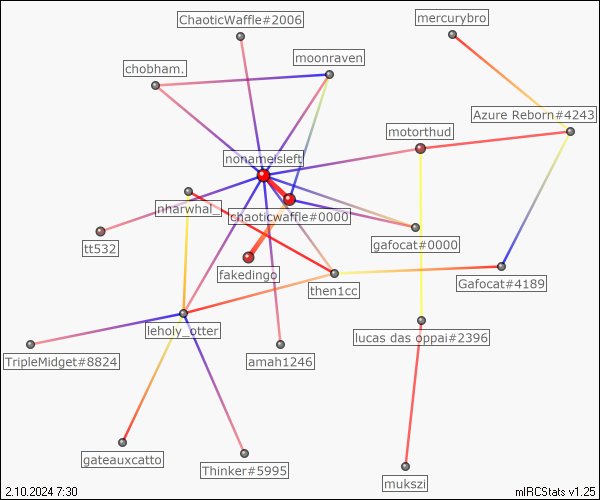 ChaoticWaffle#2006
mercurybro
moonraven
chobham.
Azure Reborn#4243
motorthud
nonameisleft
nharwhal_
chaoticwaffle#0000
tt532
gafocat#0000
fakedingo
then1cc
Gafocat#4189
leholy_otter
lucas das oppai#2396
TripleMidget#8824
amah1246
gateauxcatto
Thinker#5995
mukszi
2.10.2024 7:30
mIRCStats v1.25